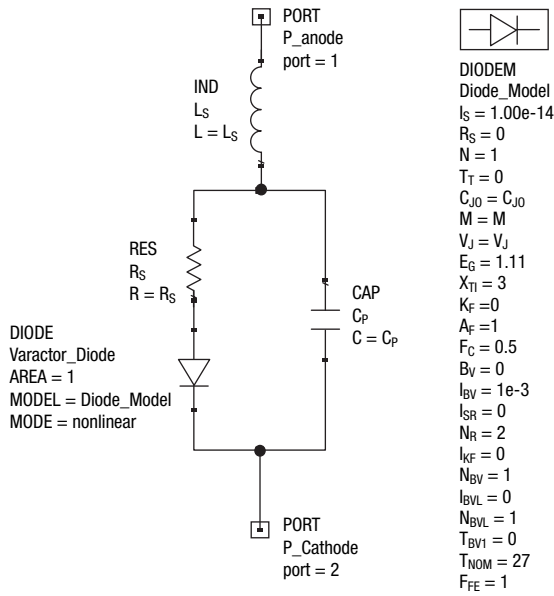 PORT
P_anode
port = 1
IND
LS
L = LS
RES
RS
R = RS
CAP
CP
C = CP
DIODE
Varactor_Diode
AREA = 1
MODEL = Diode_Model
MODE = nonlinear
PORT
P_Cathode
port = 2
DIODEM
Diode_Model
IS = 1.00e-14
RS = 0
N = 1
TT = 0
CJO = CJO
M = M
VJ = VJ
EG = 1.11
XTI = 3
KF =0
AF =1
FC = 0.5
BV = 0
IBV = 1e-3
ISR = 0
NR = 2
IKF = 0
NBV = 1
IBVL = 0
NBVL = 1
TBV1 = 0
TNOM = 27
FFE = 1